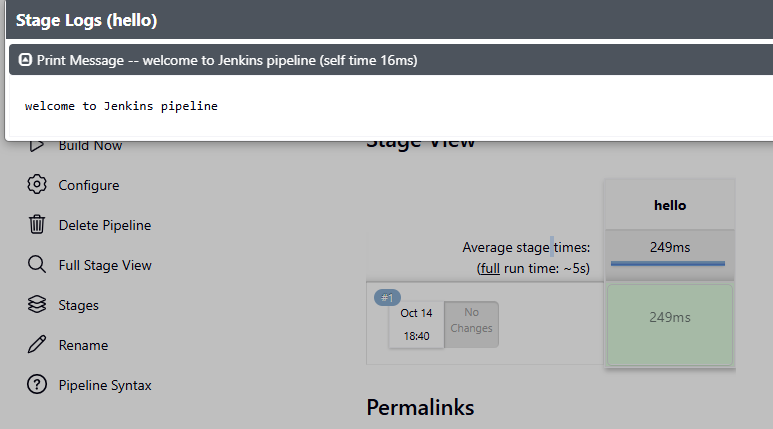 Stage Logs (hello)
Print Message -- welcome to Jenkins pipeline (self time 16ms)
welcome to Jenkins pipeline
Build Now
Configure
Delete Pipeline
Full Stage View
Stages
Rename
Pipeline Syntax
Stage View
hello
Average stage times:
249ms
(full run time: ~5s)
#1
Oct 14
18:40
No
Changes
249ms
Permalinks